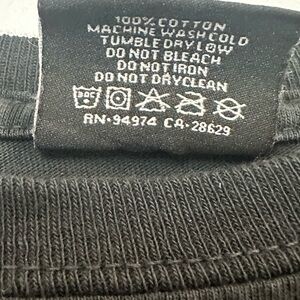 100% COTTON
MACHINE WASH COLD
TUMBLE DRY LOW
DO NOT BLEACH
DO NOT IRON
DO NOT DRYCLEAN
30C
RN•94974 CA•28629